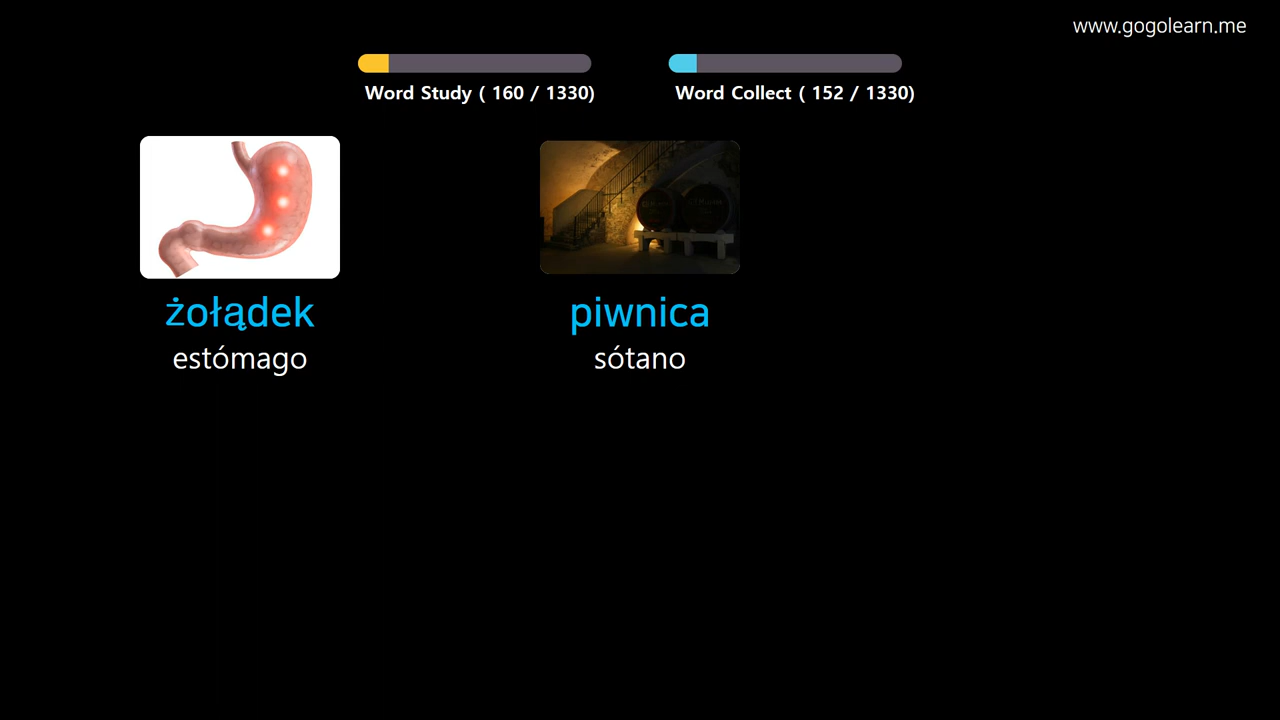 www.gogolearn.me
Word Study ( 160 / 1330)
Word Collect ( 152 / 1330)
żołądek
estómago
piwnica
sótano